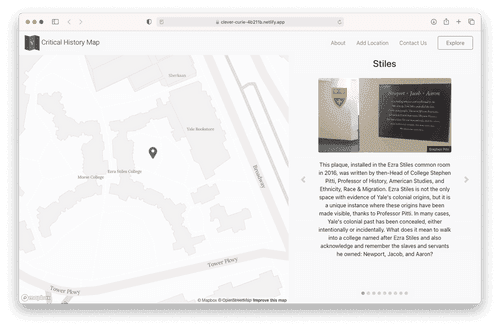 clever-curie-4b211b.netlify.app
Critical History Map
About
Add Location
Contact Us
Explore
Yale Bookstore
Ezra Stiles College
Morse College
Broadway
Tower Pkwy
Tower Pkwy
mapbox
© Mapbox © OpenStreetMap Improve this map
Stiles
Newport · Jacob · Aaron
Stephen Pitti
This plaque, installed in the Ezra Stiles common room
in 2016, was written by then-Head of College Stephen
Pitti, Professor of History, American Studies, and
Ethnicity, Race & Migration. Ezra Stiles is not the only
space with evidence of Yale's colonial origins, but it is
a unique instance where these origins have been
made visible, thanks to Professor Pitti. In many cases,
Yale's colonial past has been concealed, either
intentionally or incidentally. What does it mean to walk
into a college named after Ezra Stiles and also
acknowledge and remember the slaves and servants
he owned: Newport, Jacob, and Aaron?